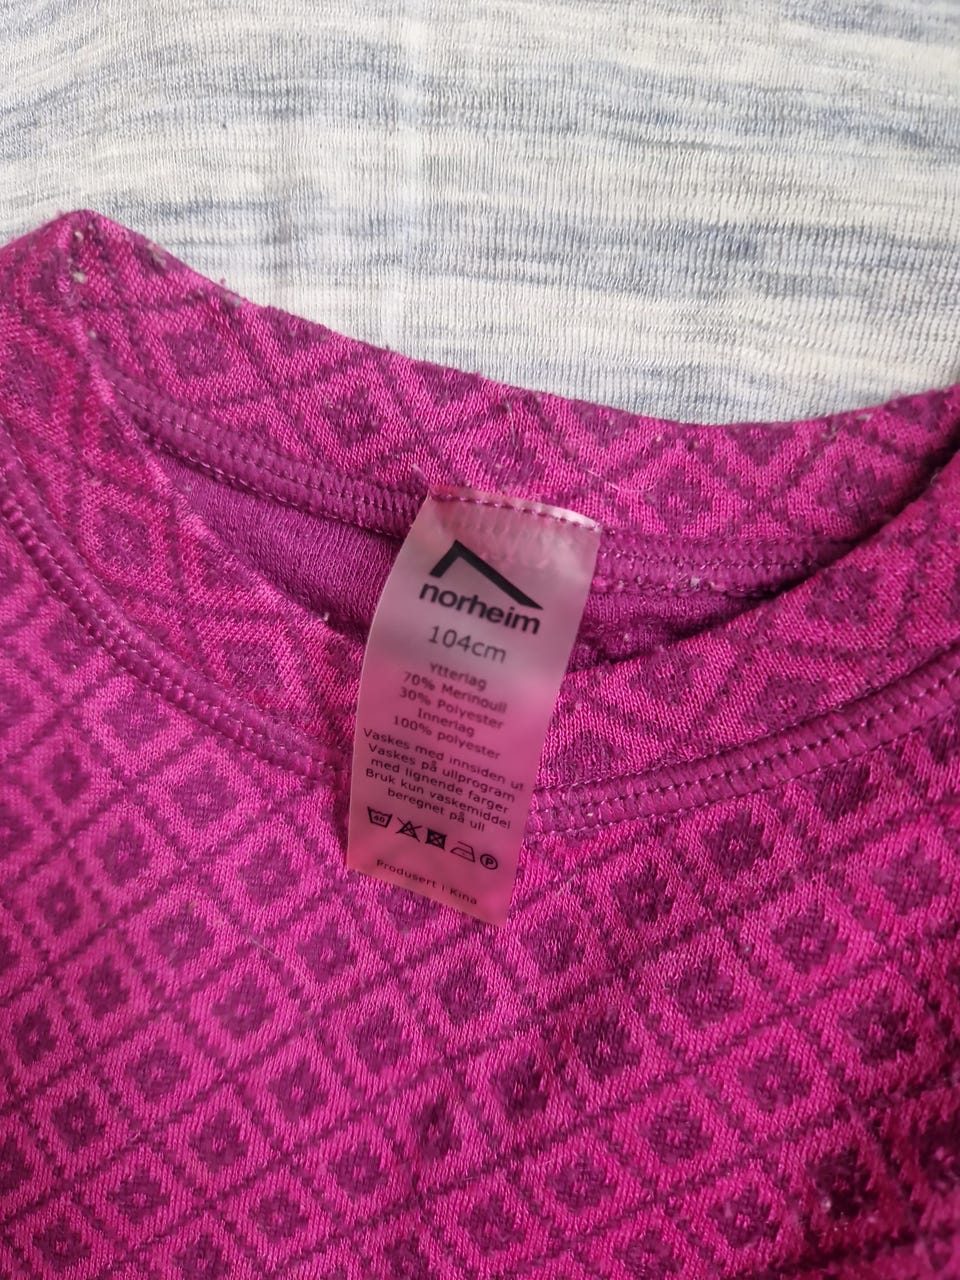 norheim
104cm
Ytterlag
70% Merinoull
30% Polyester
Innerlag
100% polyester
Vaskes med innsiden ut
Vaskes på ullprogram
med lignende farger
Bruk kun vaskemiddel
beregnet på ull
40 P
Produsert i Kina